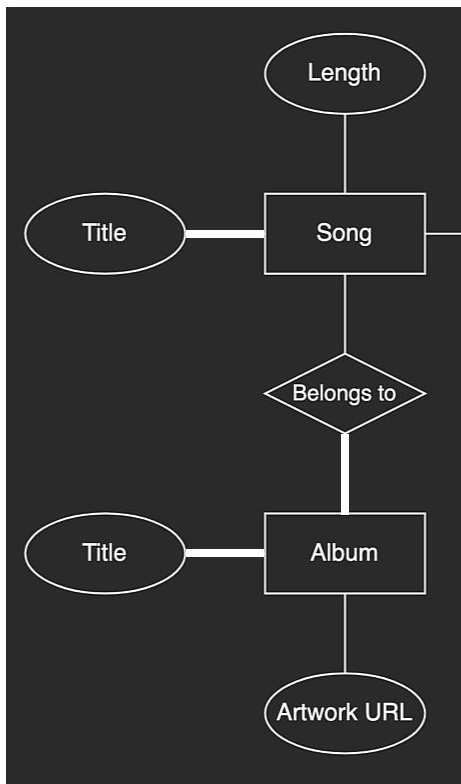 Length
Title
Song
Belongs to
Title
Album
Artwork URL